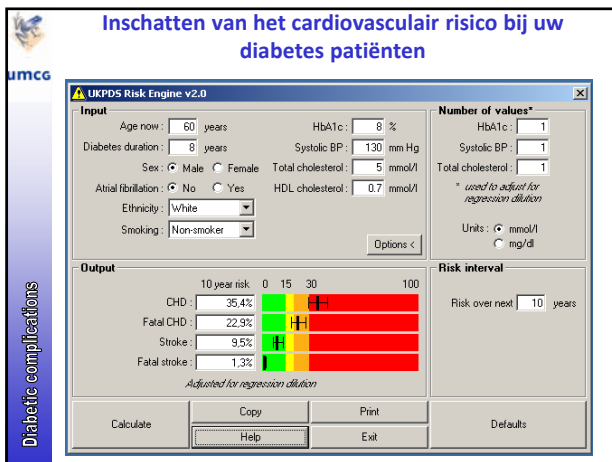 Inschatten van het cardiovasculair risico bij uw
diabetes patiënten
umcg
Diabetic complications
UKPDS Risk Engine v2.0
Input
Age now : 60 years
HbA1c : 8 %
Diabetes duration : 8 years
Systolic BP : 130 mm Hg
Sex : Male Female
Total cholesterol : 5 mmol/l
Atrial fibrillation : No Yes
HDL cholesterol : 0.7 mmol/l
Ethnicity : White
Smoking : Non-smoker
Options <
Number of values*
HbA1c : 1
Systolic BP : 1
Total cholesterol : 1
* used to adjust for
regression dilution
Units : mmol/l
mg/dl
Output
10 year risk 0 15 30 100
CHD : 35,4%
Fatal CHD : 22,9%
Stroke : 9,5%
Fatal stroke : 1,3%
Adjusted for regression dilution
Risk interval
Risk over next 10 years
Calculate
Copy
Print
Help
Exit
Defaults